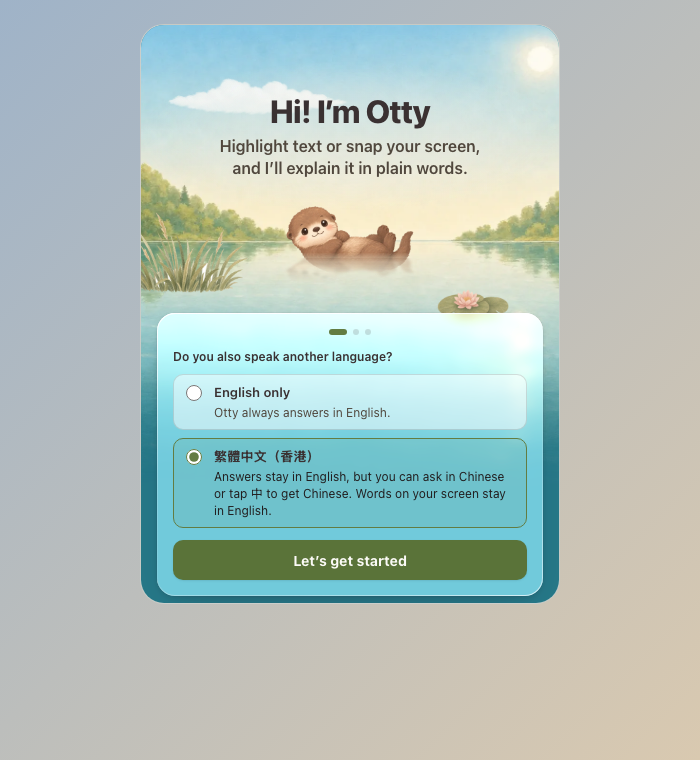 Hi! I’m Otty
Highlight text or snap your screen,
and I’ll explain it in plain words.
Do you also speak another language?
English only
Otty always answers in English.
繁體中文（香港）
Answers stay in English, but you can ask in Chinese
or tap 中 to get Chinese. Words on your screen stay
in English.
Let’s get started